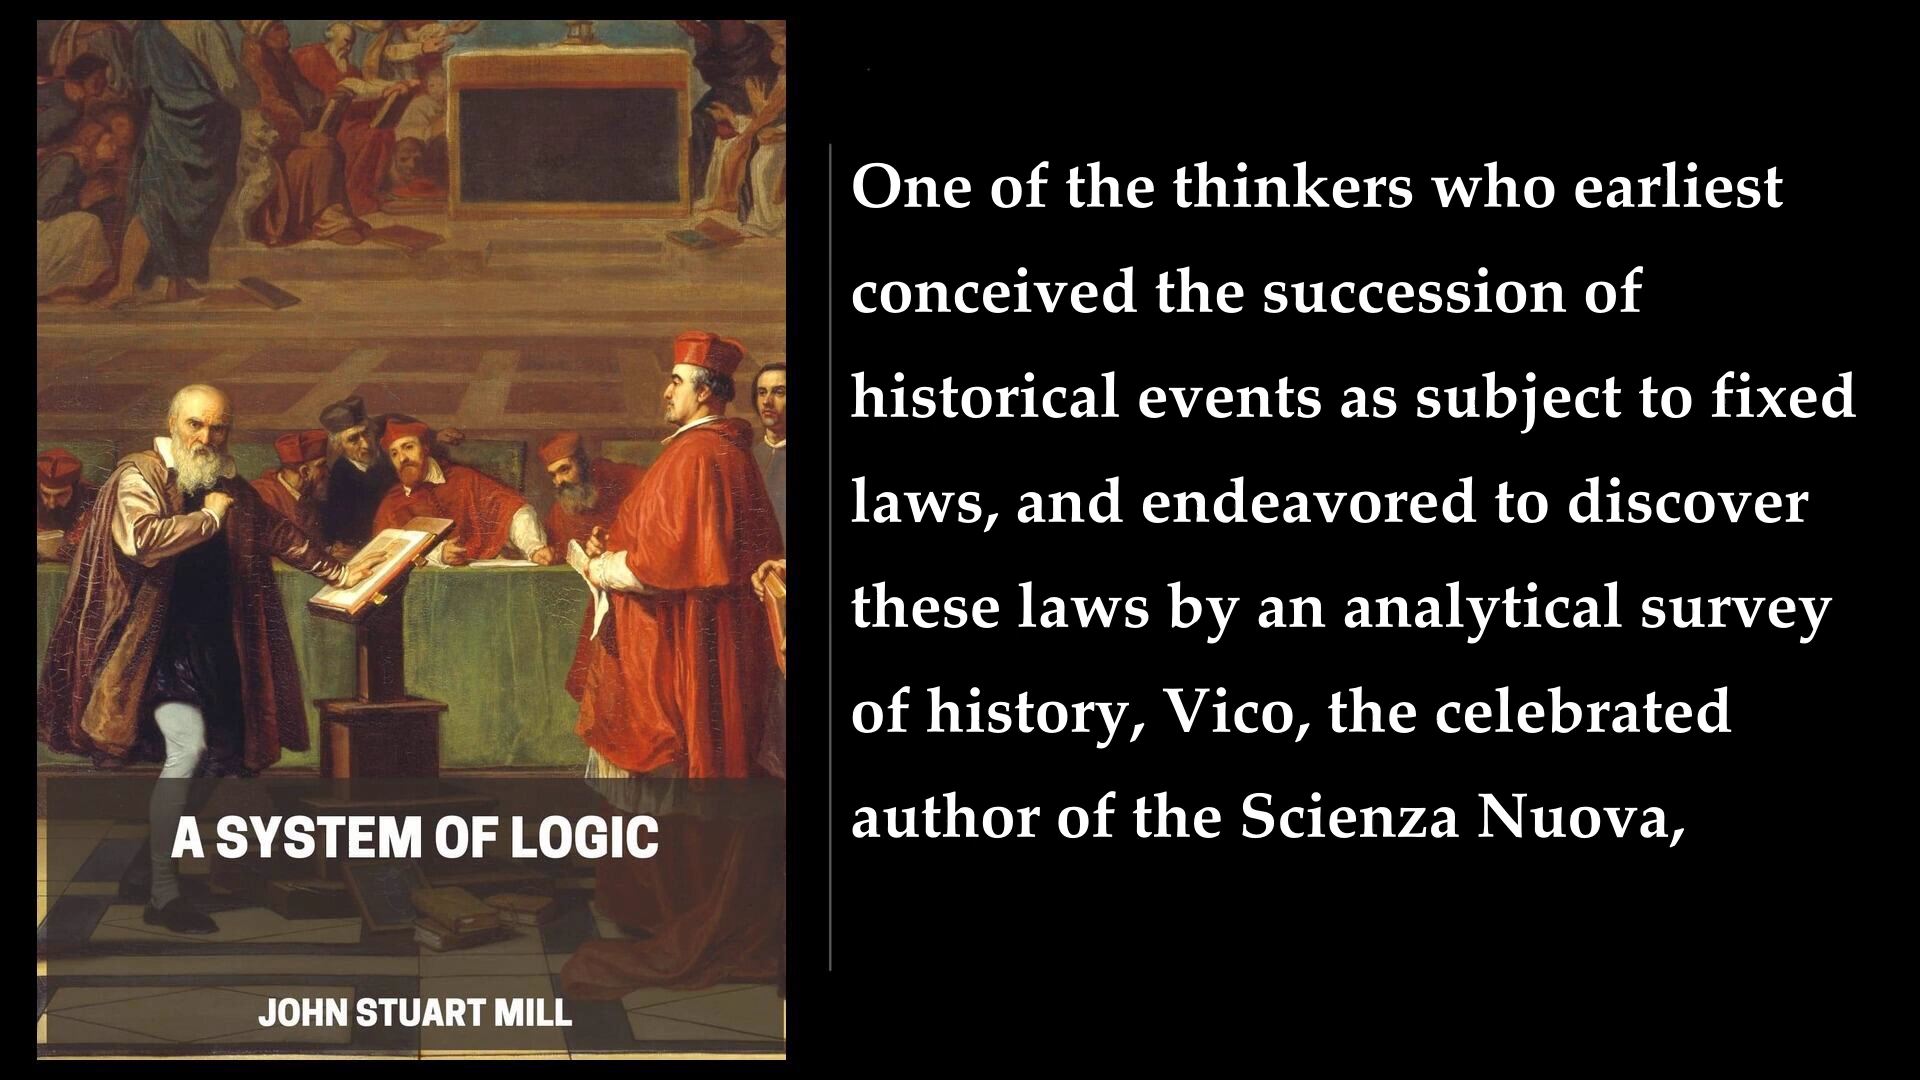 A SYSTEM OF LOGIC
JOHN STUART MILL
One of the thinkers who earliest
conceived the succession of
historical events as subject to fixed
laws, and endeavored to discover
these laws by an analytical survey
of history, Vico, the celebrated
author of the Scienza Nuova,